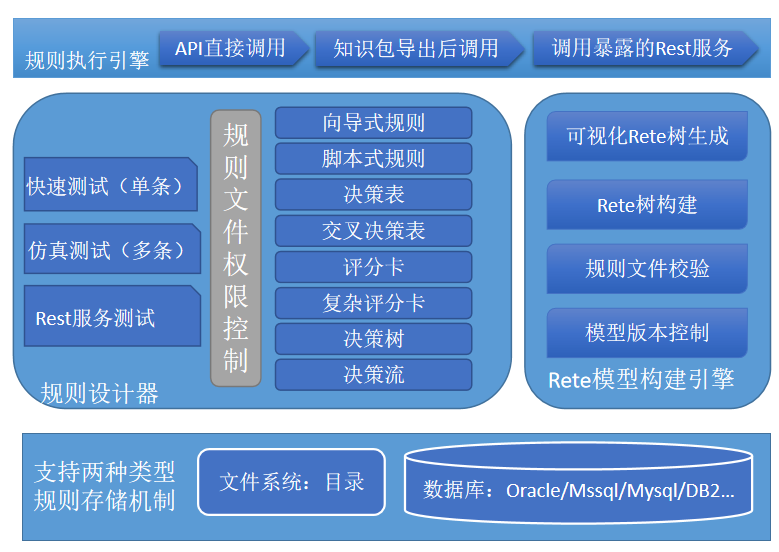 规则执行引擎
API直接调用
知识包导出后调用
调用暴露的Rest服务
快速测试（单条）
仿真测试（多条）
Rest服务测试
规则文件权限控制
向导式规则
脚本式规则
决策表
交叉决策表
评分卡
复杂评分卡
决策树
决策流
规则设计器
可视化Rete树生成
Rete树构建
规则文件校验
模型版本控制
Rete模型构建引擎
支持两种类型
规则存储机制
文件系统：目录
数据库：Oracle/Mssql/Mysql/DB2...